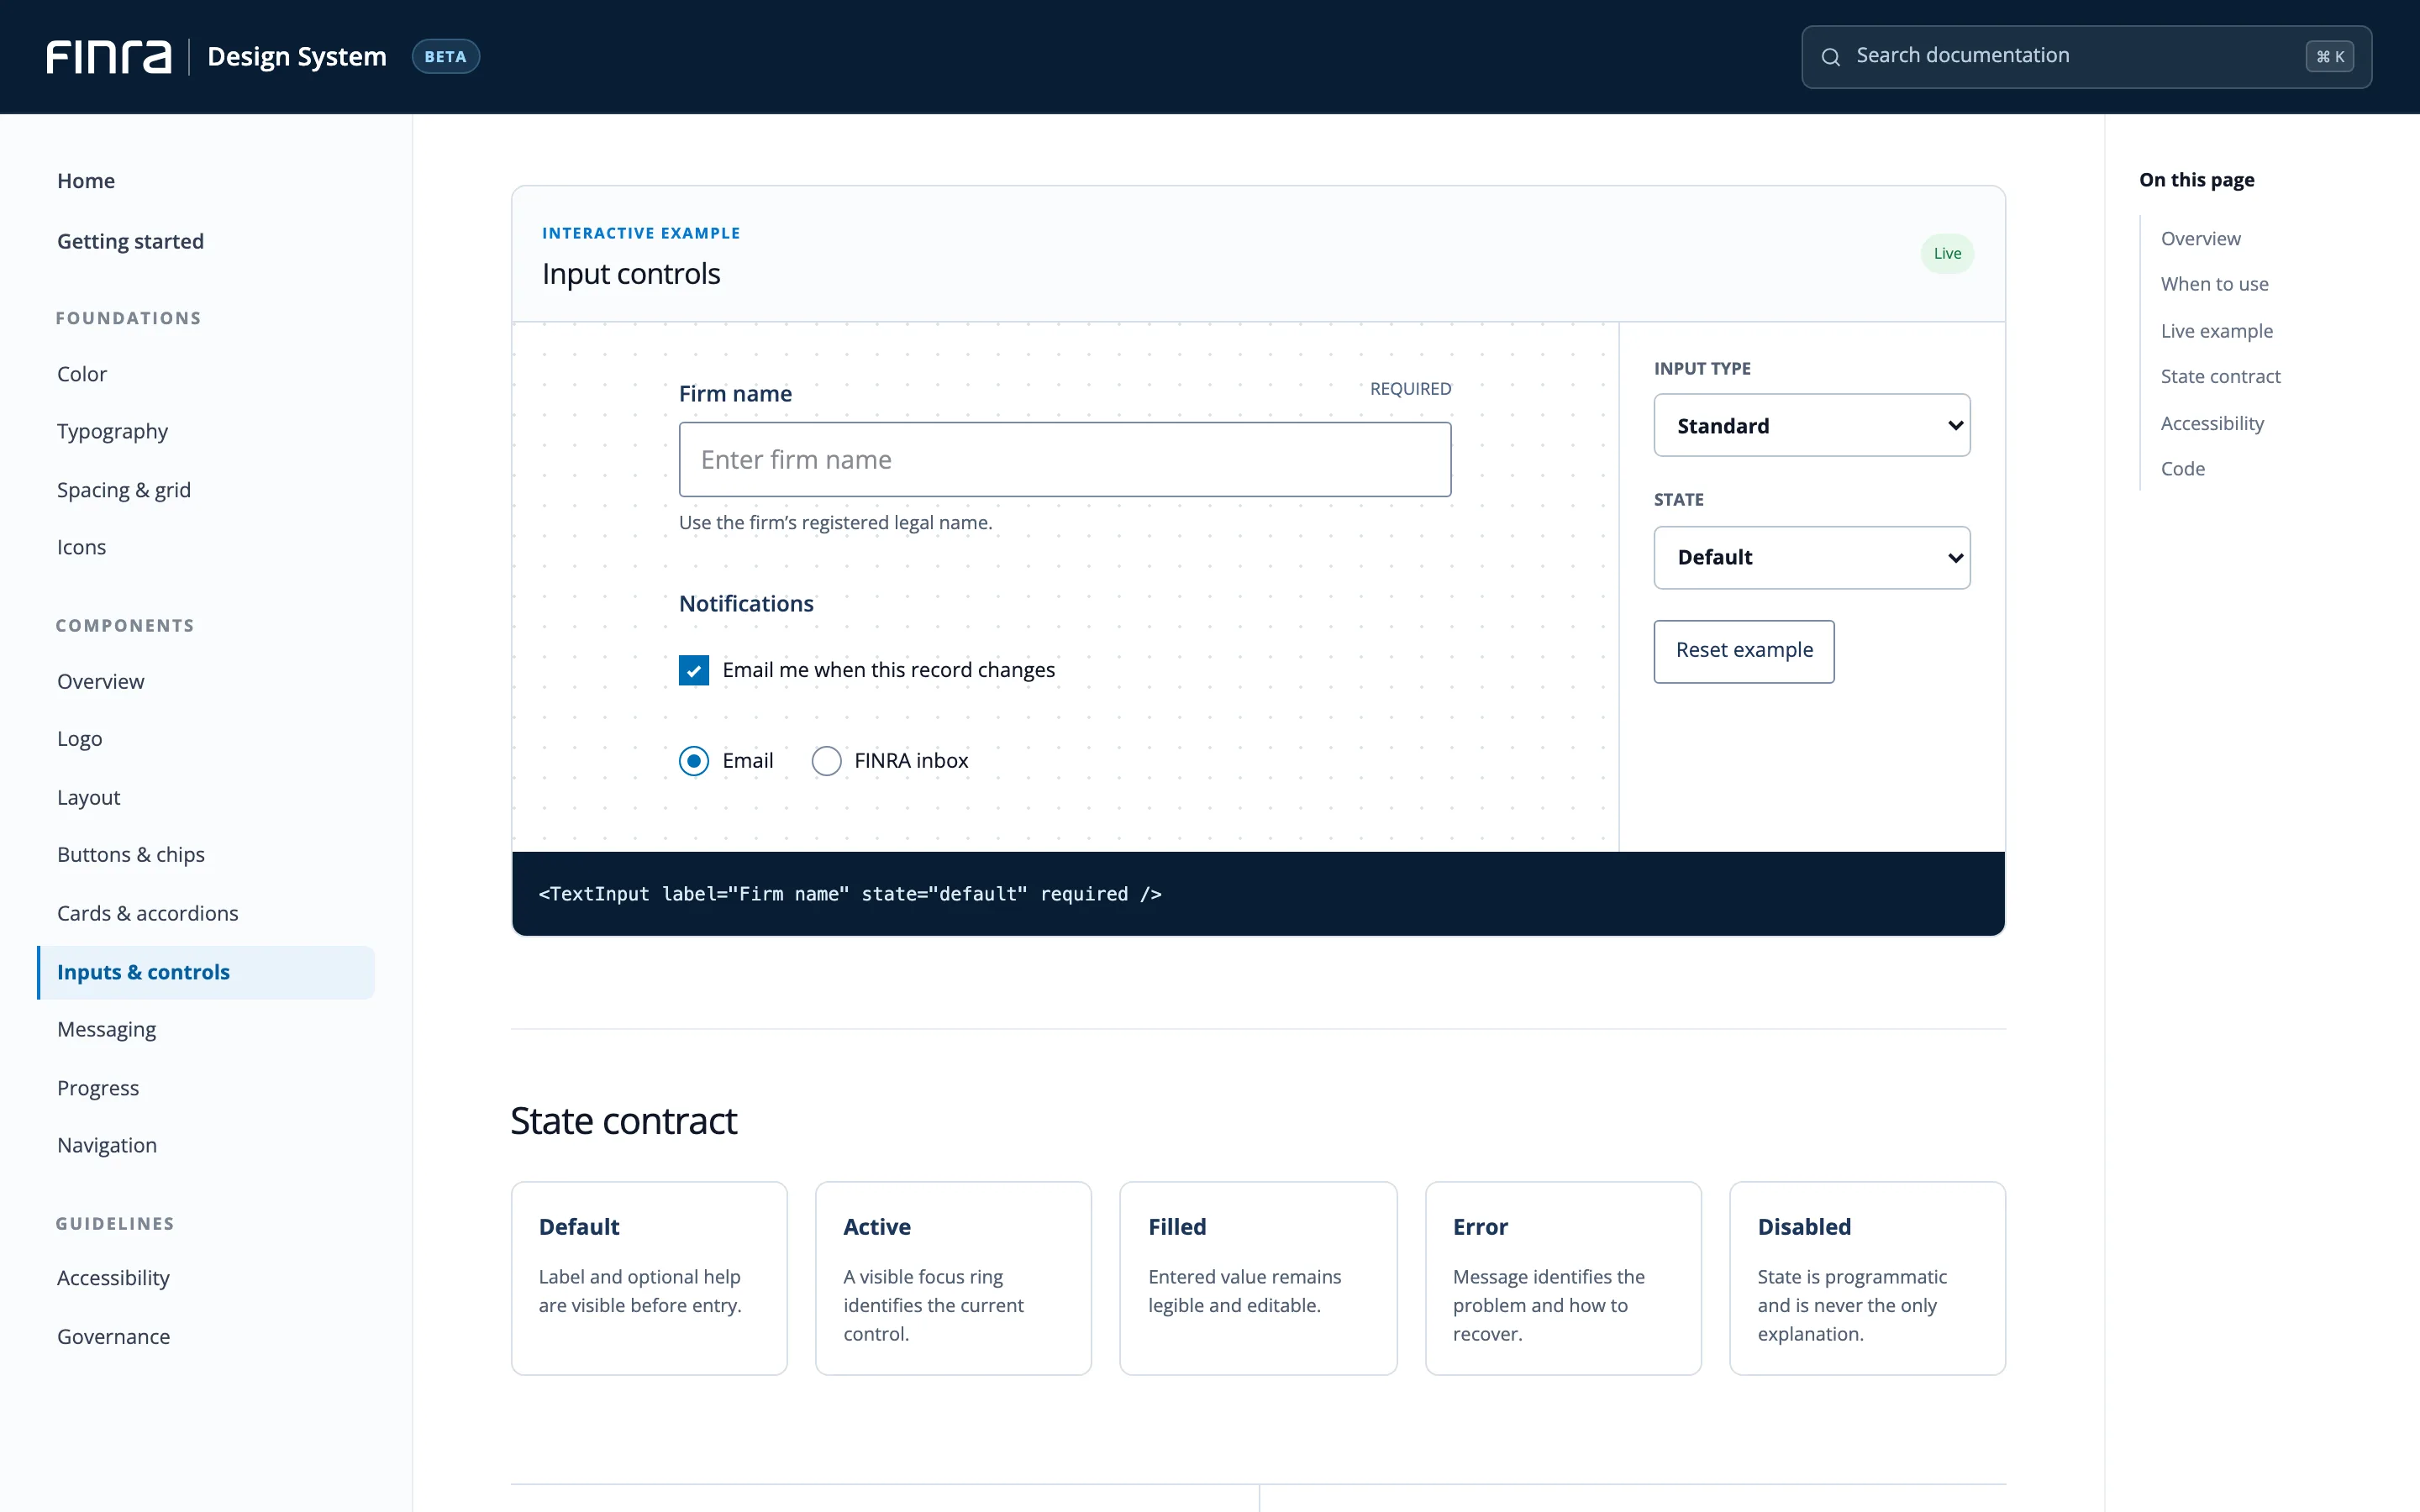 FINRA
Design System
BETA
Search documentation
⌘ K
Home
Getting started
FOUNDATIONS
Color
Typography
Spacing & grid
Icons
COMPONENTS
Overview
Logo
Layout
Buttons & chips
Cards & accordions
Inputs & controls
Messaging
Progress
Navigation
GUIDELINES
Accessibility
Governance
INTERACTIVE EXAMPLE
Input controls
Live
Firm name
REQUIRED
Enter firm name
Use the firm’s registered legal name.
Notifications
Email me when this record changes
Email
FINRA inbox
INPUT TYPE
Standard
STATE
Default
Reset example
<TextInput label="Firm name" state="default" required />
State contract
Default
Label and optional help
are visible before entry.
Active
A visible focus ring
identifies the current
control.
Filled
Entered value remains
legible and editable.
Error
Message identifies the
problem and how to
recover.
Disabled
State is programmatic
and is never the only
explanation.
On this page
Overview
When to use
Live example
State contract
Accessibility
Code